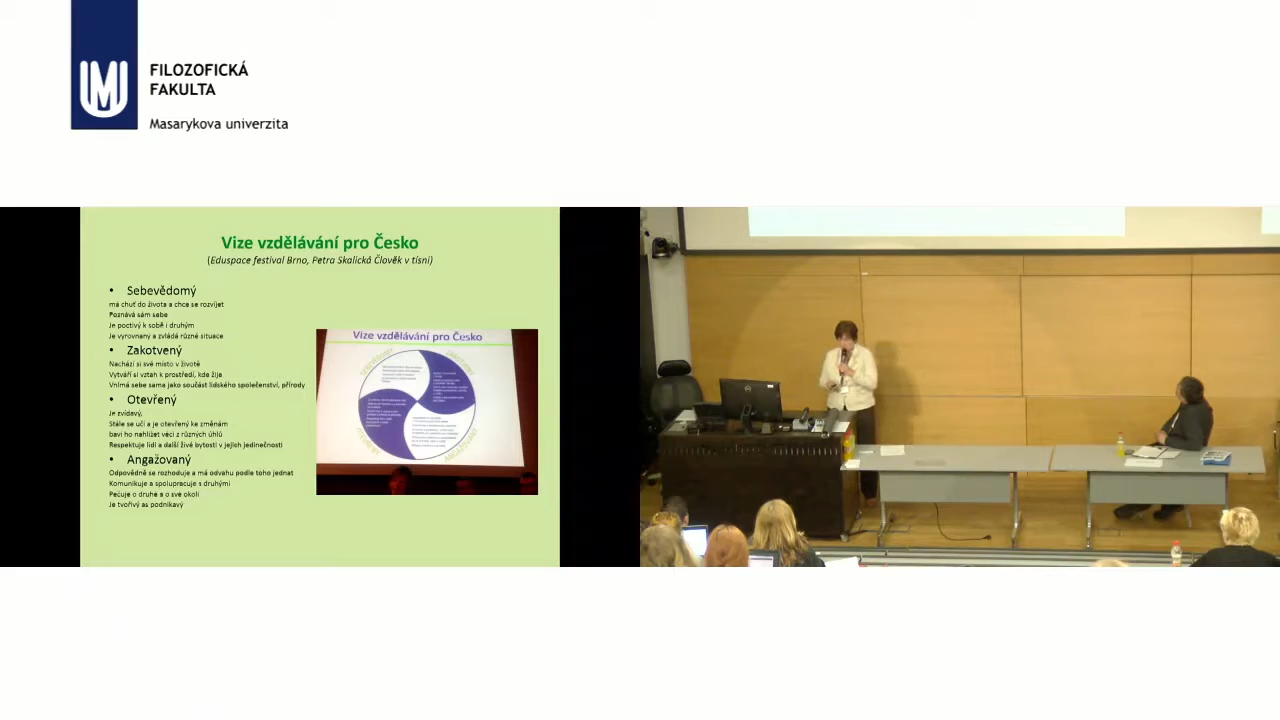 FILOZOFICKÁ
FAKULTA
Masarykova univerzita
Vize vzdělávání pro Česko
(Eduspace festival Brno, Petra Skalická Člověk v tísni)
• Sebevědomý
má chuť do života a chce se rozvíjet
Poznává sám sebe
Je poctivý k sobě i druhým
Je vyrovnaný a zvládá různé situace
• Zakotvený
Nachází si své místo v životě
Vytváří si vztah k prostředí, kde žije
Vnímá sebe sama jako součást lidského společenství, přírody
• Otevřený
Je zvídavý,
Stále se učí a je otevřený ke změnám
baví ho nahlížet věci z různých úhlů
Respektuje lidi a další živé bytosti v jejich jedinečnosti
• Angažovaný
Odpovědně se rozhoduje a má odvahu podle toho jednat
Komunikuje a spolupracuje s druhými
Pečuje o druhé a o své okolí
Je tvořivý as podnikavý
Vize vzdělávání pro Česko